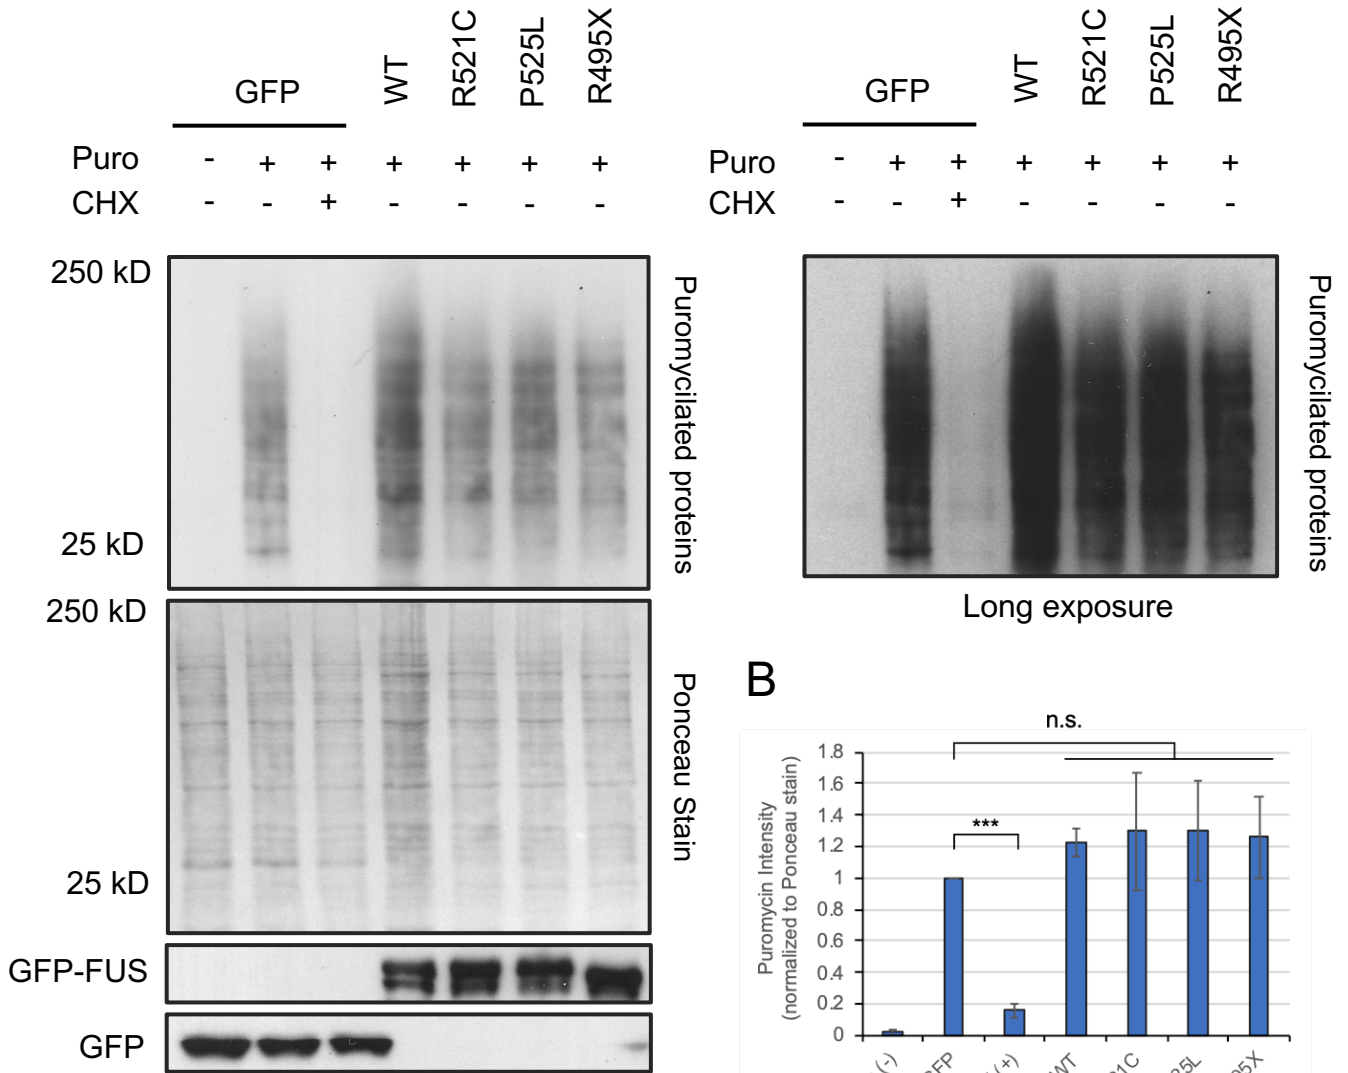 GFP WT R521C P525L R495X
Puro - + + + + + +
CHX - - + - - - -
250 kD
25 kD
Puromycilated proteins
250 kD
25 kD
Ponceau Stain
GFP-FUS
GFP
GFP WT R521C P525L R495X
Puro - + + + + + +
CHX - - + - - - -
Puromycilated proteins
Long exposure
B
n.s.
***
Puromycin Intensity
(normalized to Ponceau stain)
1.8
1.6
1.4
1.2
1
0.8
0.6
0.4
0.2
0
(-) (+) WT